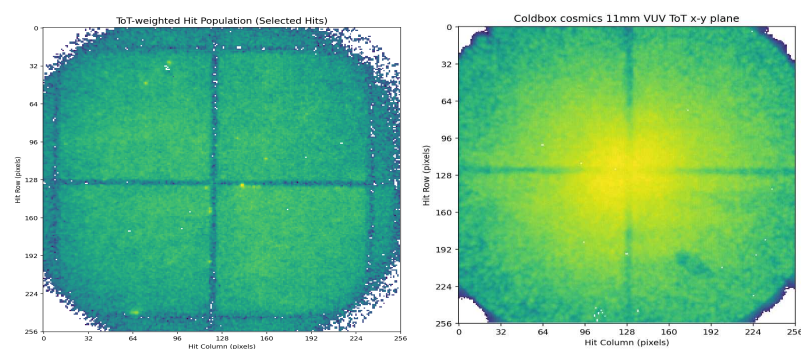 ToT-weighted Hit Population (Selected Hits)
0
32
64
96
128
160
192
224
256
Hit Row (pixels)
0 32 64 96 128 160 192 224 256
Hit Column (pixels)
Coldbox cosmics 11mm VUV ToT x-y plane
0
32
64
96
128
160
192
224
256
Hit Row (pixels)
0 32 64 96 128 160 192 224 256
Hit Column (pixels)